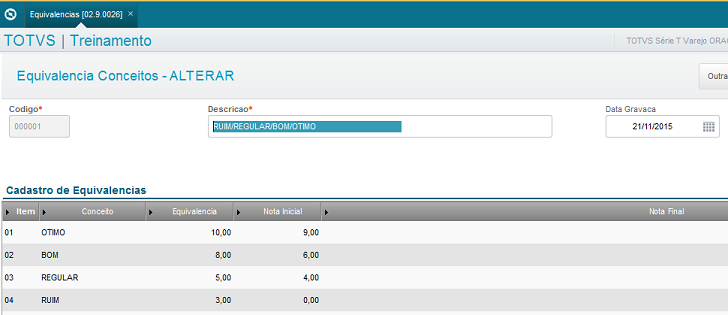 Equivalencias [02.9.0026] ×
TOTVS | Treinamento
TOTVS Série T Varejo ORA
Equivalencia Conceitos - ALTERAR
Outra
Codigo* Descricao* Data Gravaca
000001 RUIM/REGULAR/BOM/OTIMO 21/11/2015
Cadastro de Equivalencias
Item Conceito Equivalencia Nota Inicial Nota Final
01 OTIMO 10,00 9,00
02 BOM 8,00 6,00
03 REGULAR 5,00 4,00
04 RUIM 3,00 0,00